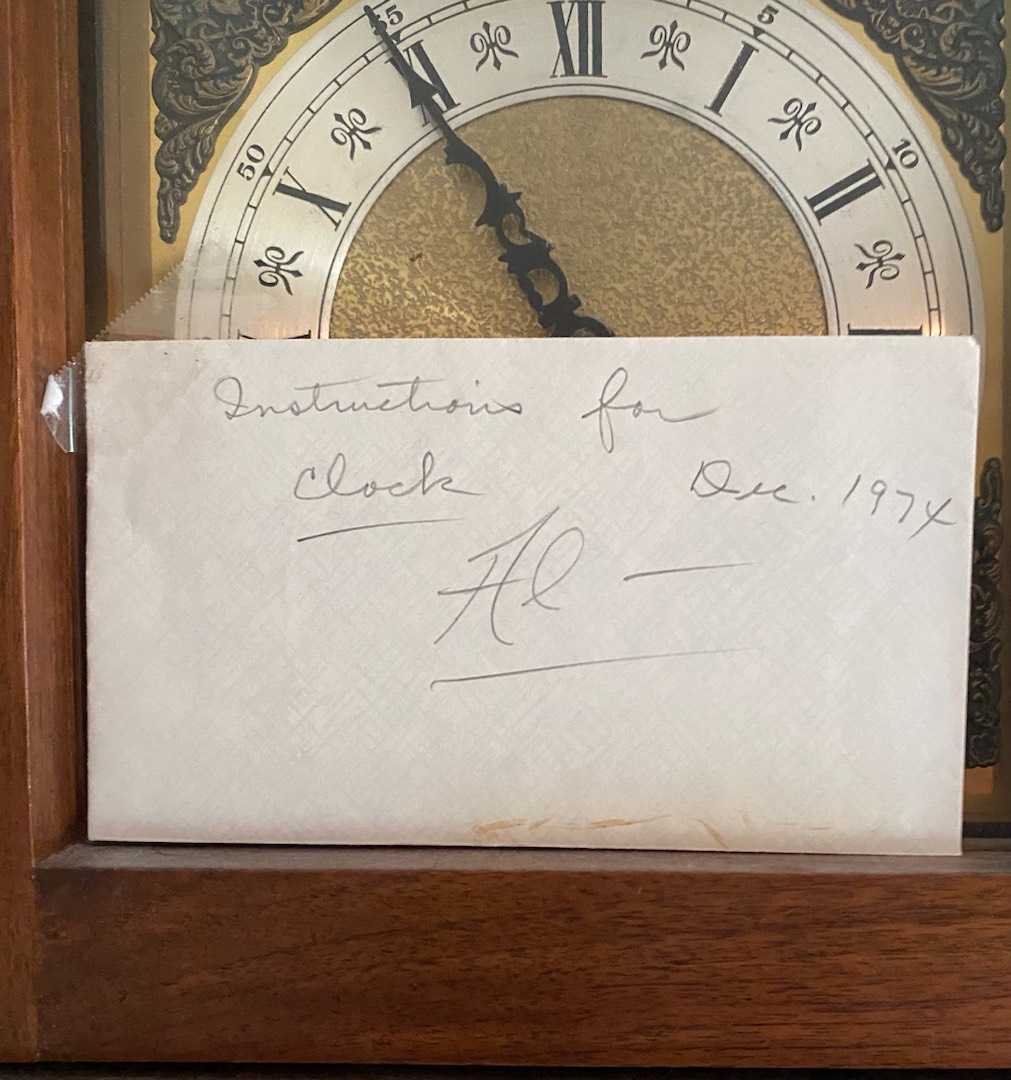 55 XI XII I 5
50 X II 10
Instructions for
clock Dec. 1974
Al —